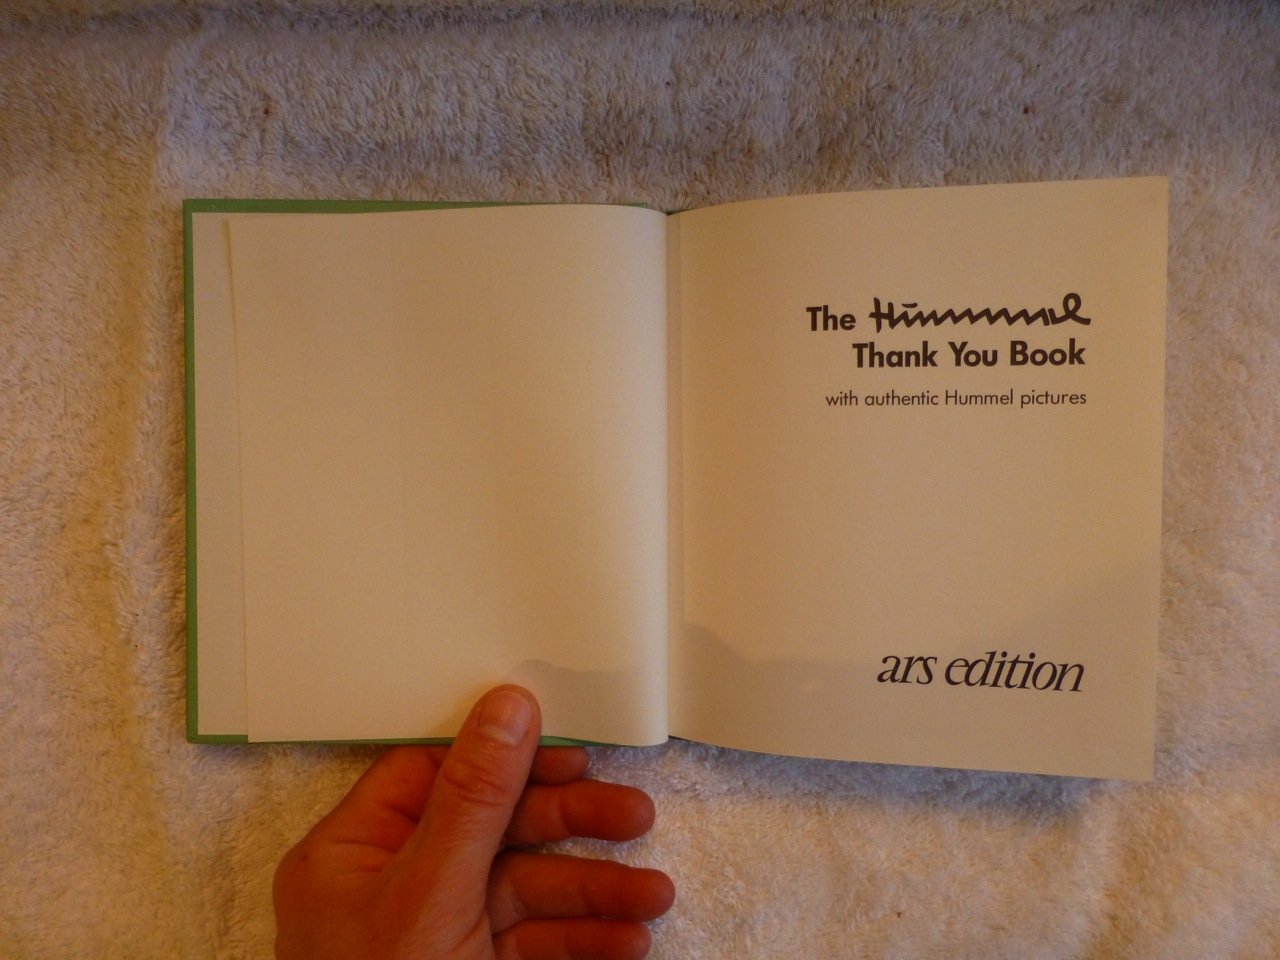 The Hummel
Thank You Book
with authentic Hummel pictures
ars edition